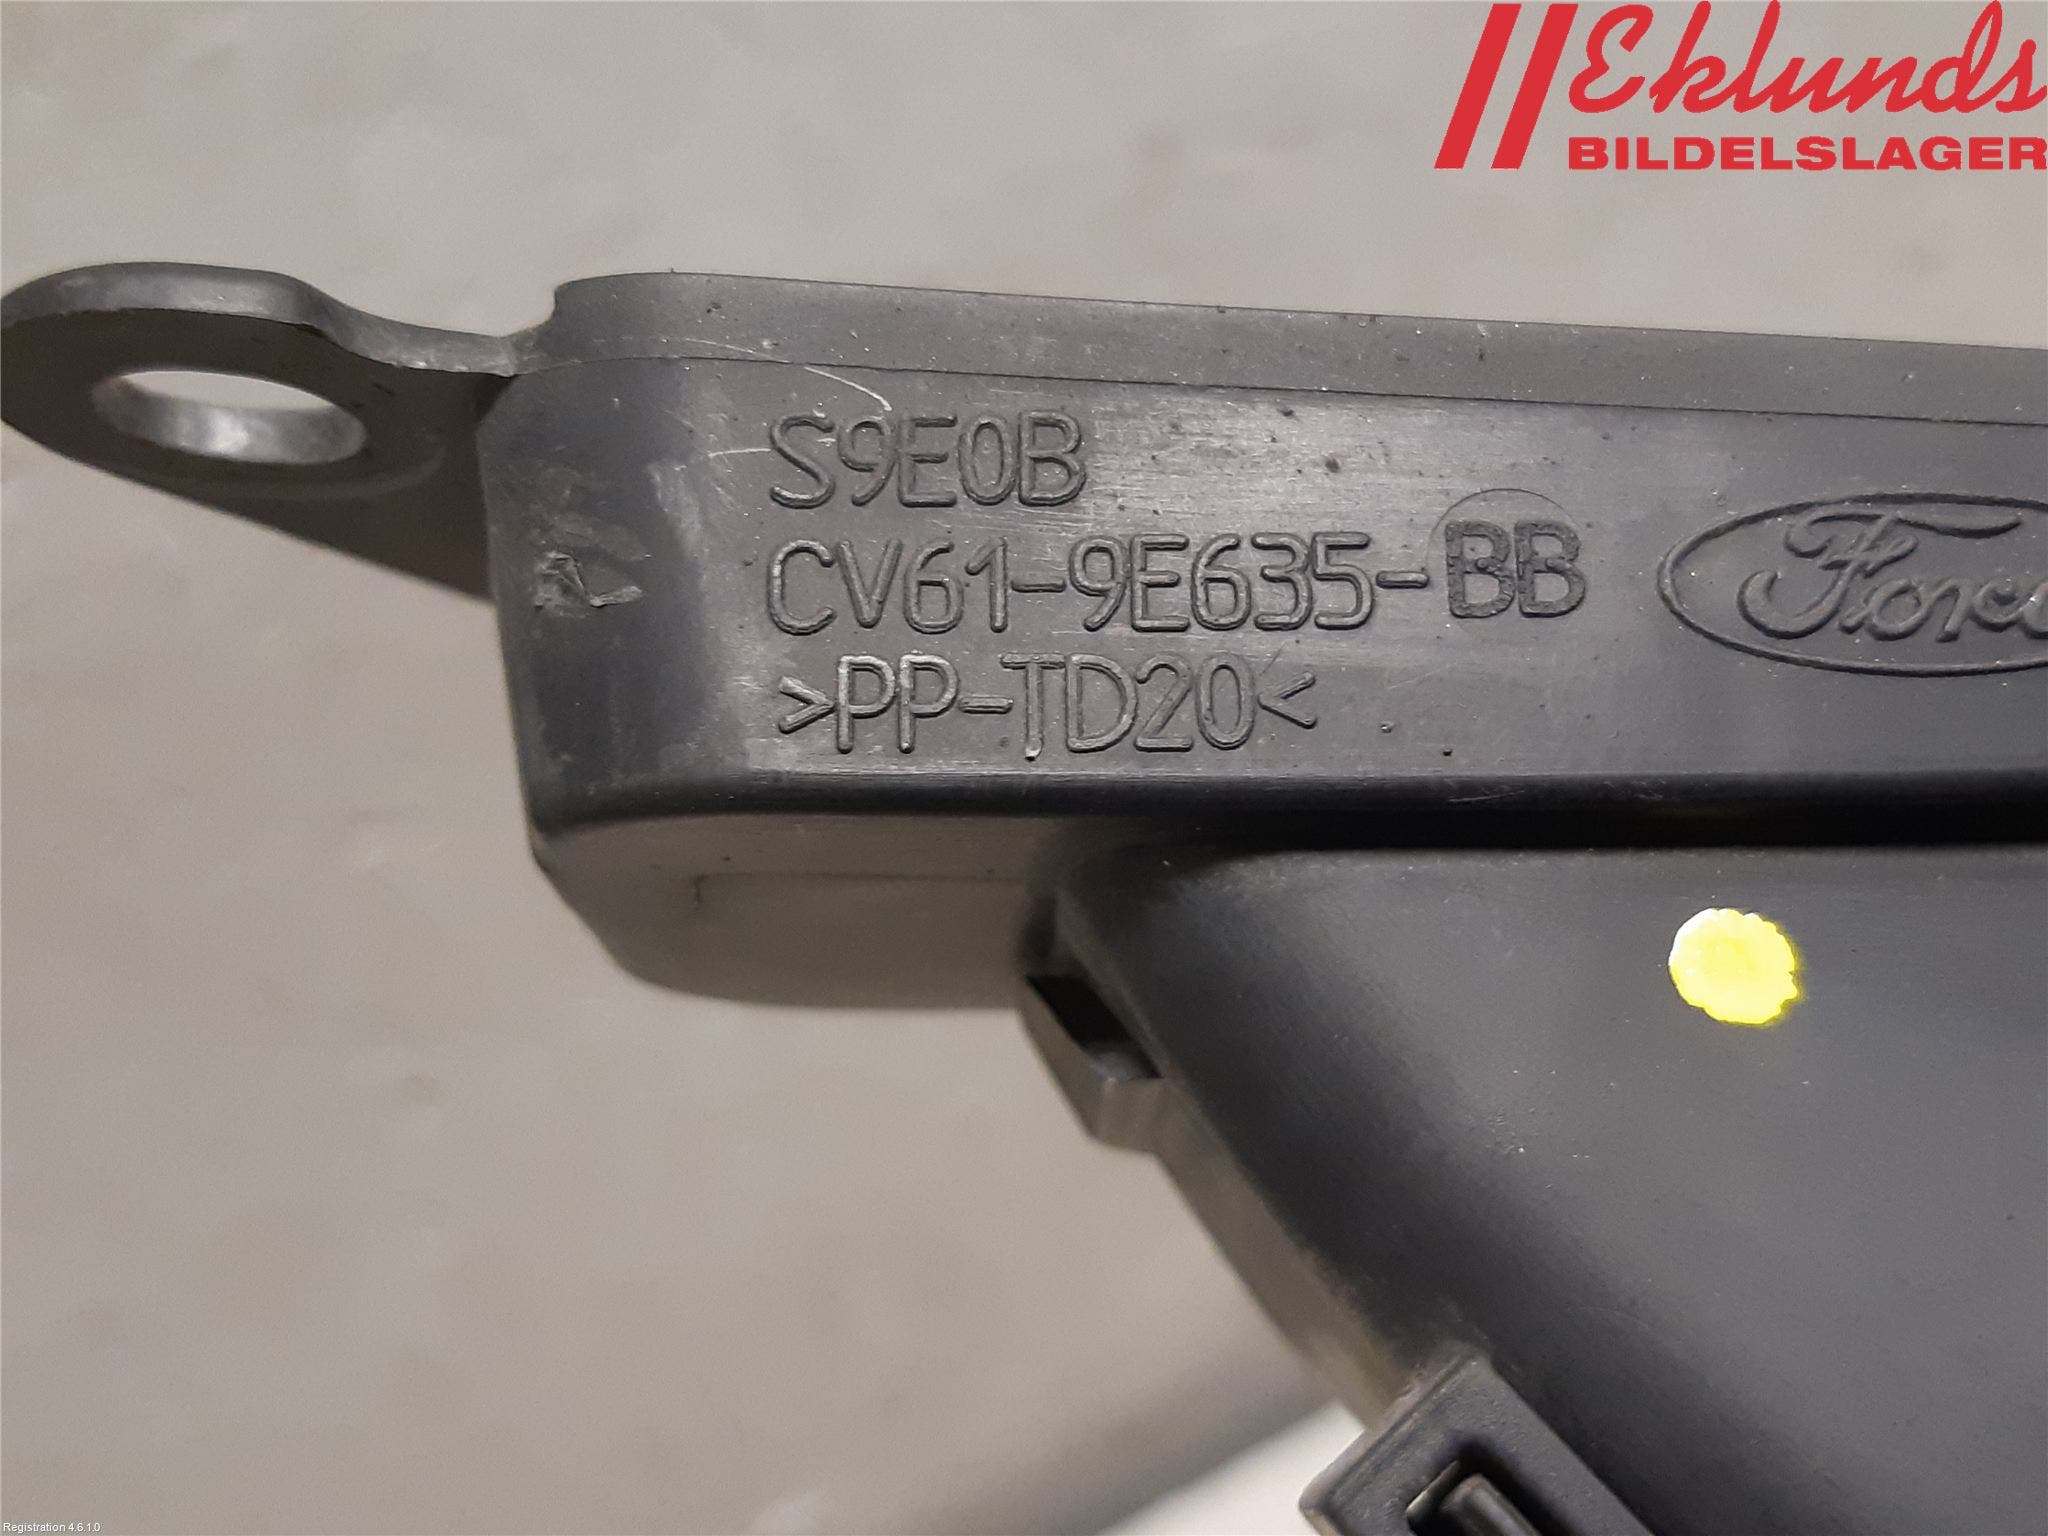 Eklunds
BILDELSLAGER
S9E0B
CV61-9E635-BB
>PP-TD20<
Ford
Registration 4.6.1.0